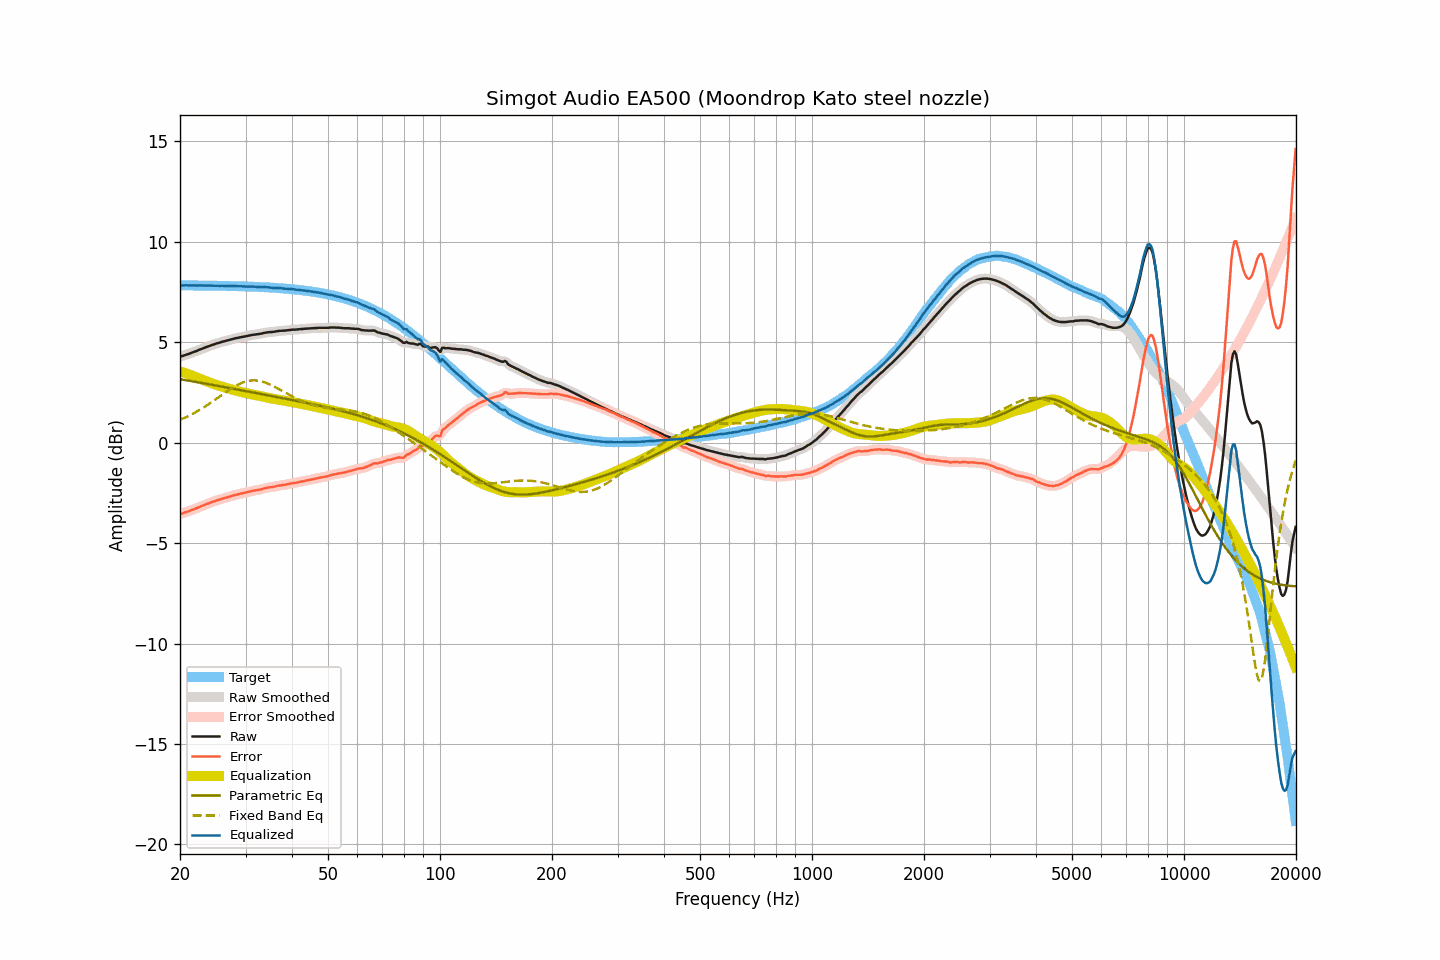 Simgot Audio EA500 (Moondrop Kato steel nozzle)
15
10
5
0
−5
−10
−15
−20
Amplitude (dBr)
Target
Raw Smoothed
Error Smoothed
Raw
Error
Equalization
Parametric Eq
Fixed Band Eq
Equalized
20 50 100 200 500 1000 2000 5000 10000 20000
Frequency (Hz)